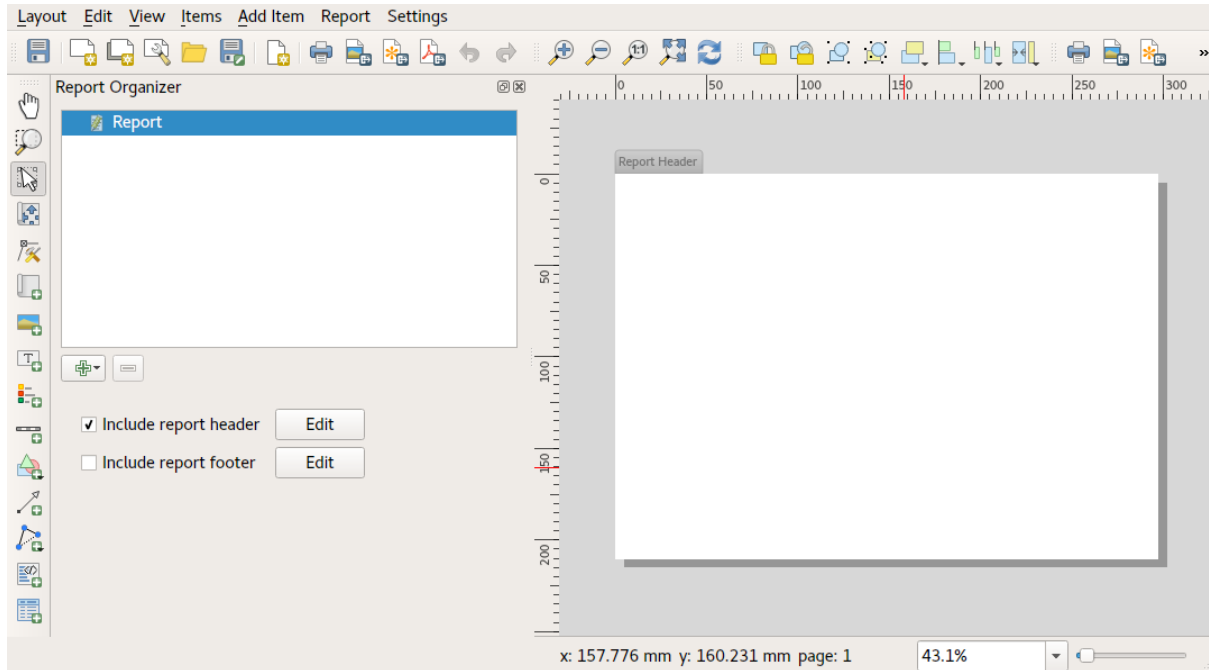 Layout Edit View Items Add Item Report Settings
1:1
»
Report Organizer
0 50 100 150 200 250 300
Report
Report Header
0
50
100
T
Include report header Edit
Include report footer Edit
150
200
x: 157.776 mm y: 160.231 mm page: 1 43.1%